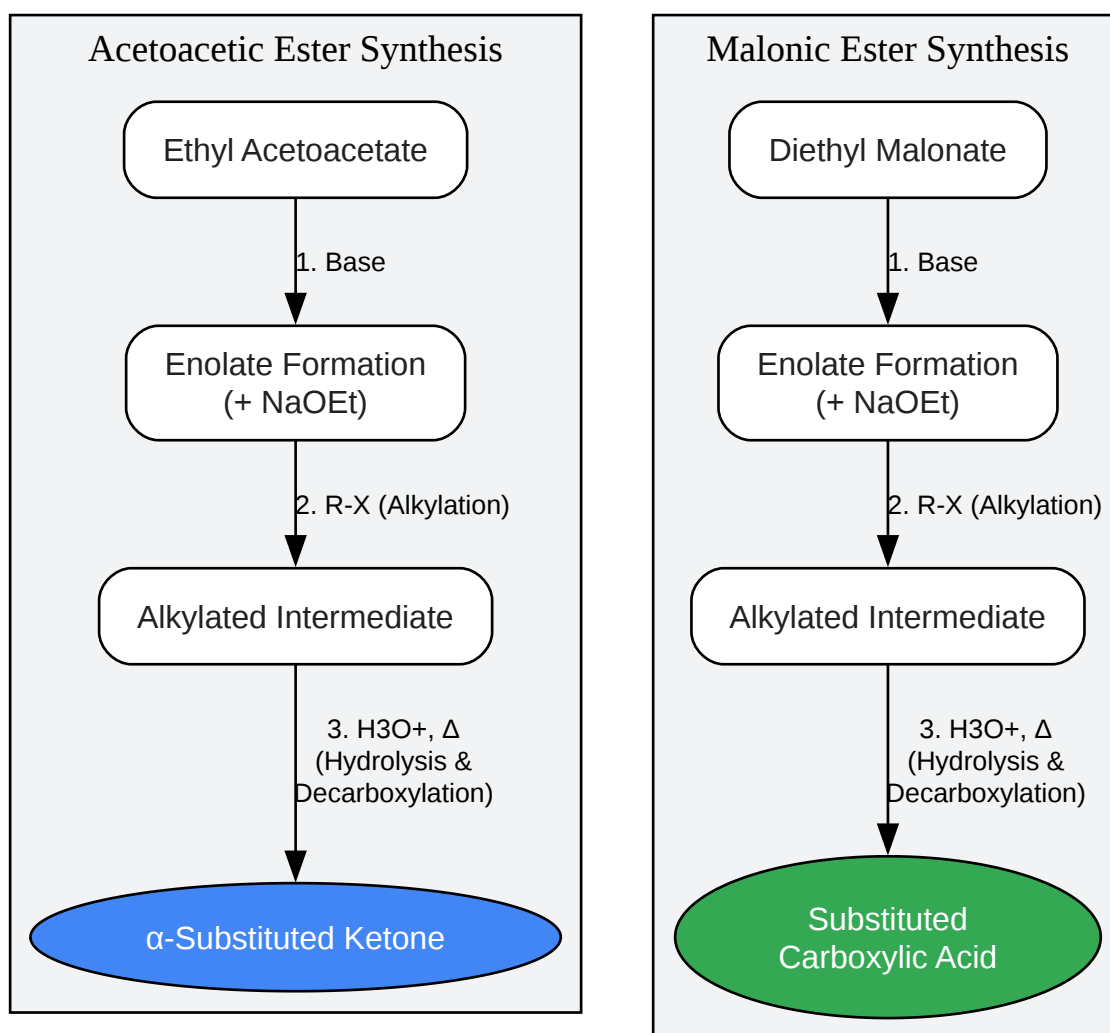 Acetoacetic Ester Synthesis
Ethyl Acetoacetate
1. Base
Enolate Formation
(+ NaOEt)
2. R-X (Alkylation)
Alkylated Intermediate
3. H3O+, Δ
(Hydrolysis &
Decarboxylation)
α-Substituted Ketone
Malonic Ester Synthesis
Diethyl Malonate
1. Base
Enolate Formation
(+ NaOEt)
2. R-X (Alkylation)
Alkylated Intermediate
3. H3O+, Δ
(Hydrolysis &
Decarboxylation)
Substituted
Carboxylic Acid